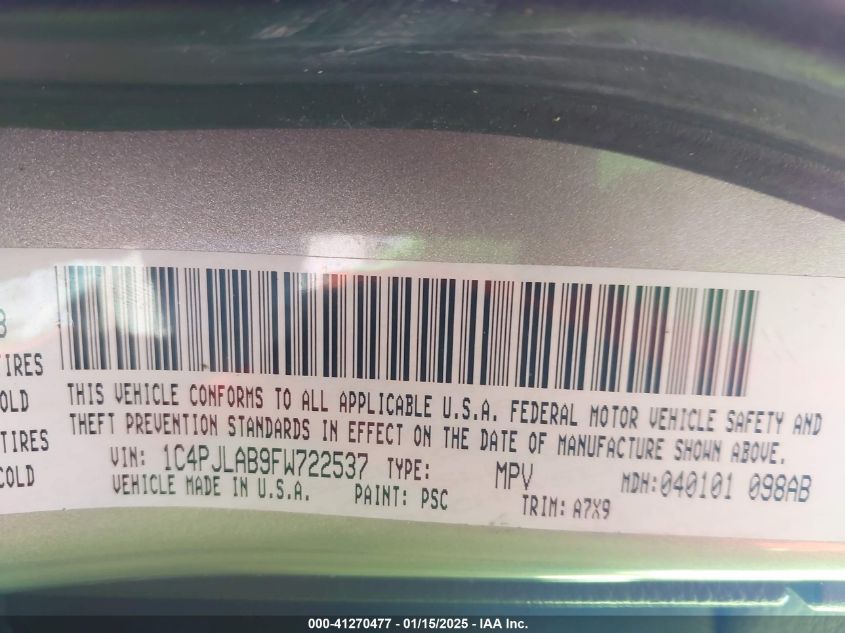 8
TIRES
COLD
TIRES
COLD
THIS VEHICLE CONFORMS TO ALL APPLICABLE U.S.A. FEDERAL MOTOR VEHICLE SAFETY AND
THEFT PREVENTION STANDARDS IN EFFECT ON THE DATE OF MANUFACTURE SHOWN ABOVE.
VIN: 1C4PJLAB9FW722537 TYPE: MPV MDH:040101 098AB
VEHICLE MADE IN U.S.A. PAINT: PSC TRIM: A7X9
000-41270477 - 01/15/2025 - IAA Inc.